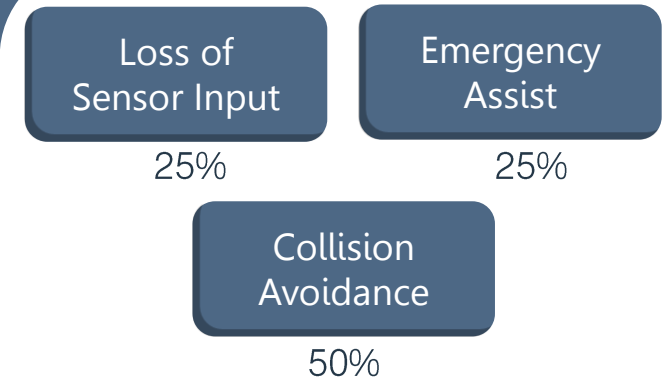 Loss of
Sensor Input
25%
Emergency
Assist
25%
Collision
Avoidance
50%